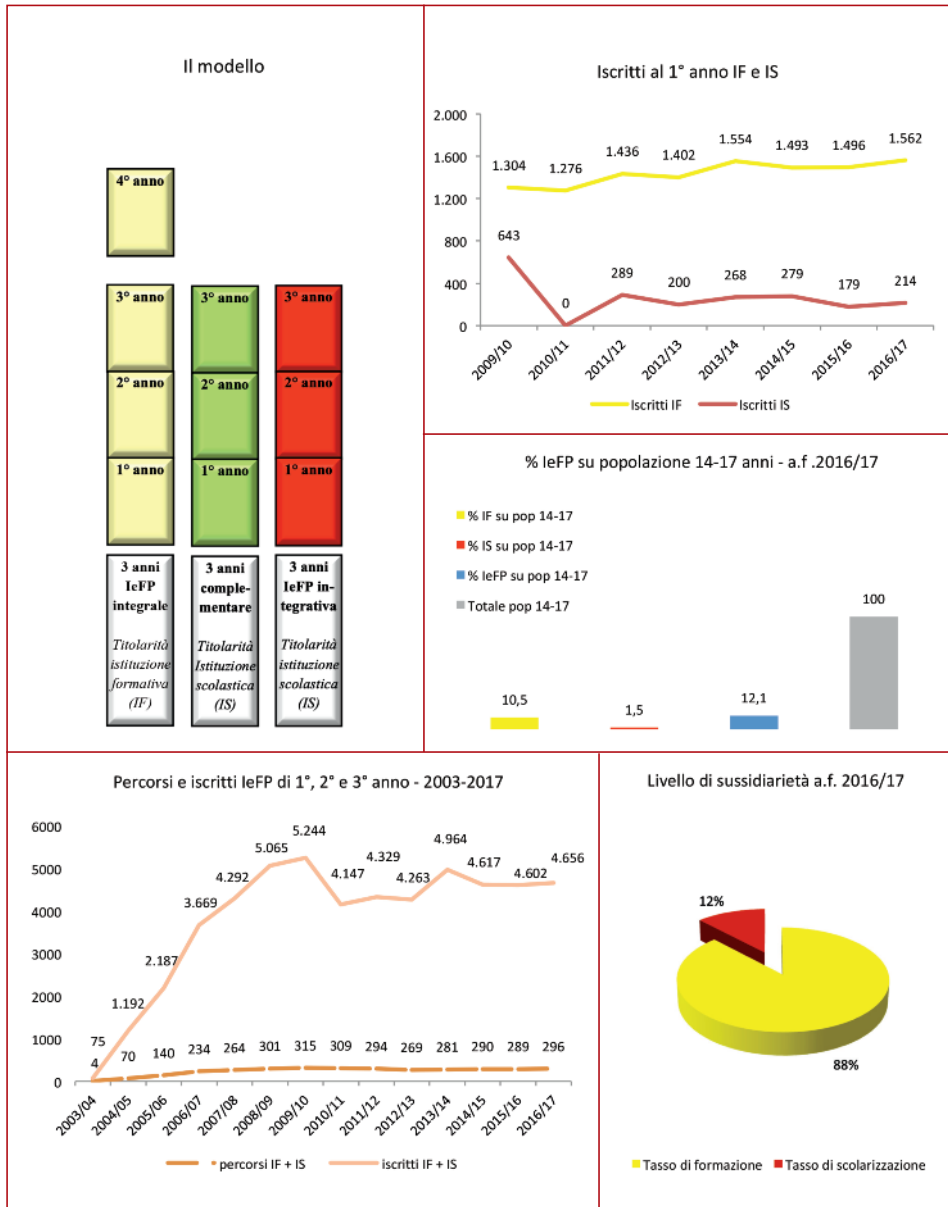 Il modello
4° anno
3° anno
3° anno
3° anno
2° anno
2° anno
2° anno
1° anno
1° anno
1° anno
3 anni
IeFP
integrale
Titolarità
istituzione
formativa
(IF)
3 anni
comple-
mentare
Titolarità
Istituzione
scolastica
(IS)
3 anni
IeFP in-
tegrativa
Titolarità
istituzione
scolastica
(IS)
Iscritti al 1° anno IF e IS
2.000
1.600
1.200
800
400
0
1.304
1.276
1.436
1.402
1.554
1.493
1.496
1.562
643
0
289
200
268
279
179
214
2009/10
2010/11
2011/12
2012/13
2013/14
2014/15
2015/16
2016/17
Iscritti IF
Iscritti IS
% IeFP su popolazione 14-17 anni - a.f .2016/17
% IF su pop 14-17
% IS su pop 14-17
% IeFP su pop 14-17
Totale pop 14-17
10,5
1,5
12,1
100
Percorsi e iscritti IeFP di 1°, 2° e 3° anno - 2003-2017
6000
5000
4000
3000
2000
1000
0
75
1.192
2.187
3.669
4.292
5.065
5.244
4.147
4.329
4.263
4.964
4.617
4.602
4.656
4
70
140
234
264
301
315
309
294
269
281
290
289
296
2003/04
2004/05
2005/06
2006/07
2007/08
2008/09
2009/10
2010/11
2011/12
2012/13
2013/14
2014/15
2015/16
2016/17
percorsi IF + IS
iscritti IF + IS
Livello di sussidiarietà a.f. 2016/17
12%
88%
Tasso di formazione
Tasso di scolarizzazione